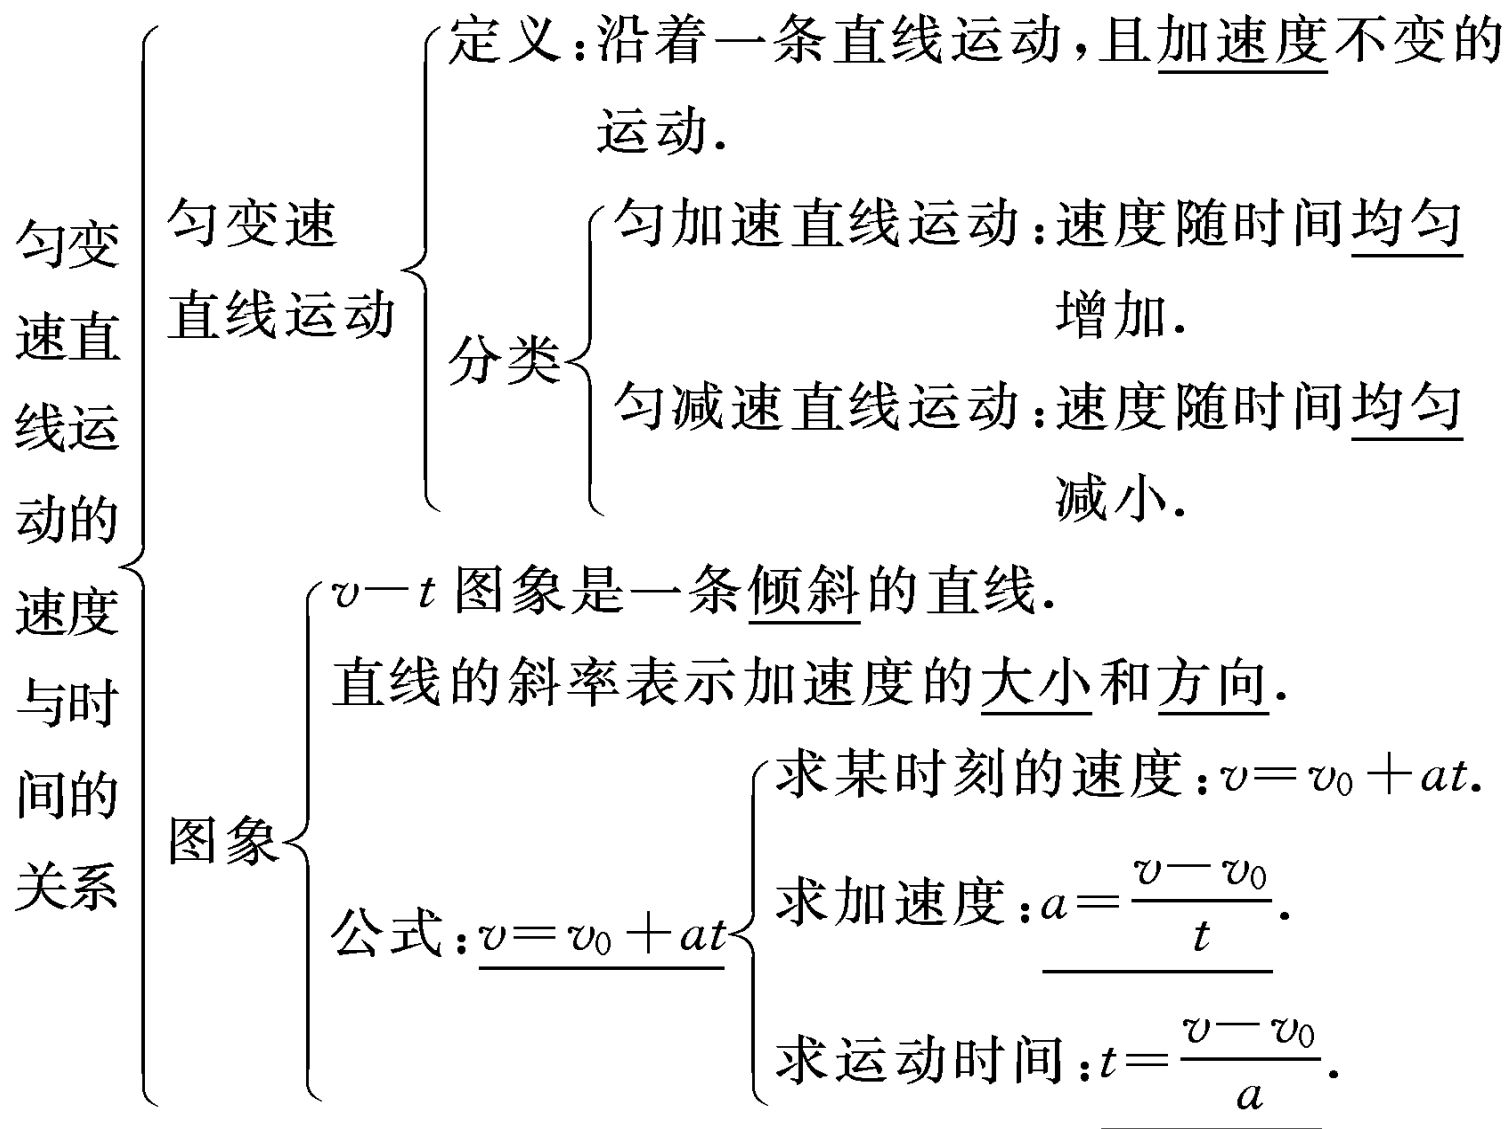 匀变速直线运动的速度与时间的关系
匀变速
直线运动
定义:沿着一条直线运动,且加速度不变的
运动.
分类
匀加速直线运动:速度随时间均匀
增加.
匀减速直线运动:速度随时间均匀
减小.
图象
v-t 图象是一条倾斜的直线.
直线的斜率表示加速度的大小和方向.
公式:v=v₀+at
求某时刻的速度:v=v₀+at.
求加速度:a=(v-v₀)/t.
求运动时间:t=(v-v₀)/a.